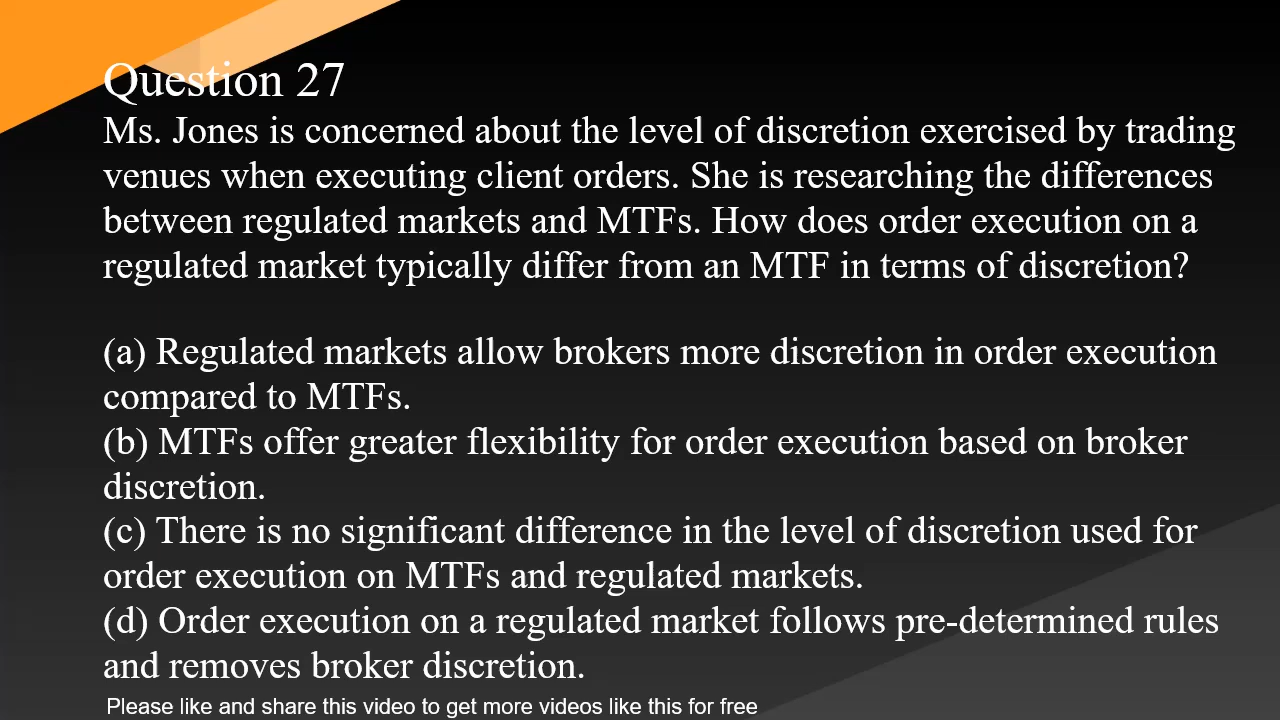 Question 27
Ms. Jones is concerned about the level of discretion exercised by trading
venues when executing client orders. She is researching the differences
between regulated markets and MTFs. How does order execution on a
regulated market typically differ from an MTF in terms of discretion?
(a) Regulated markets allow brokers more discretion in order execution
compared to MTFs.
(b) MTFs offer greater flexibility for order execution based on broker
discretion.
(c) There is no significant difference in the level of discretion used for
order execution on MTFs and regulated markets.
(d) Order execution on a regulated market follows pre-determined rules
and removes broker discretion.
Please like and share this video to get more videos like this for free